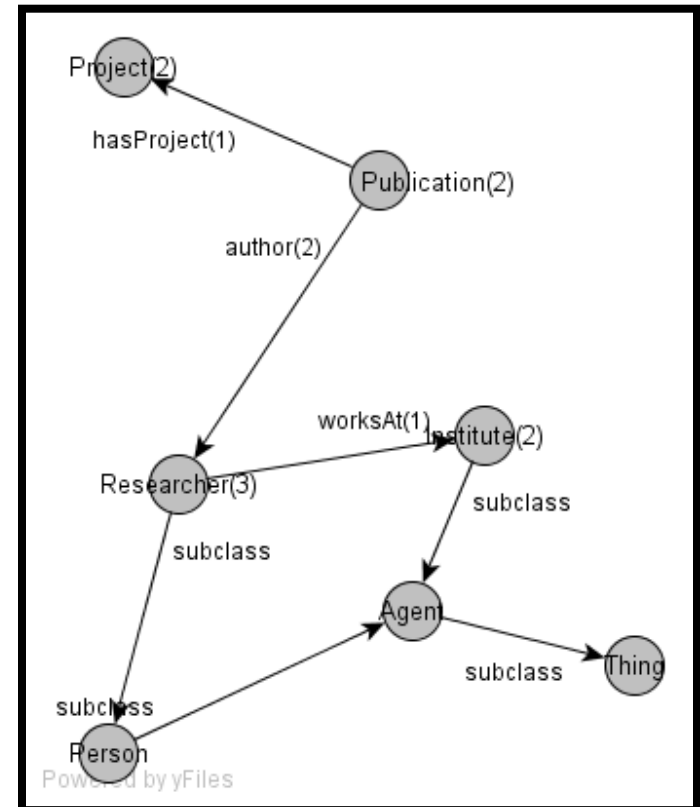 Project(2)
hasProject(1)
Publication(2)
author(2)
worksAt(1)
Institute(2)
Researcher(3)
subclass
subclass
Agent
subclass
Thing
subclass
Person
Powered by yFiles